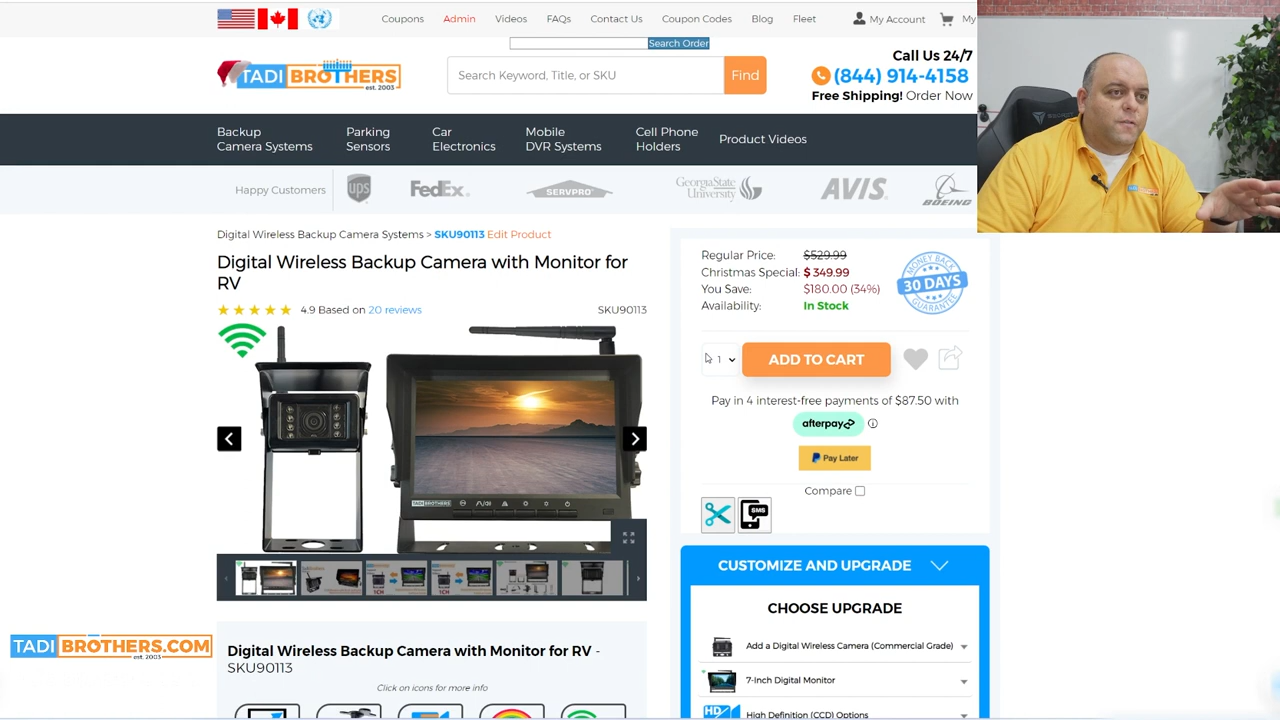 Coupons Admin Videos FAQs Contact Us Coupon Codes Blog Fleet My Account My
Search Order
TADIBROTHERS
est. 2003
Search Keyword, Title, or SKU Find
Call Us 24/7
(844) 914-4158
Free Shipping! Order Now
Backup Camera Systems
Parking Sensors
Car Electronics
Mobile DVR Systems
Cell Phone Holders
Product Videos
Happy Customers ups FedEx. SERVPRO GeorgiaState University AVIS BOEING
Digital Wireless Backup Camera Systems > SKU90113 Edit Product
Digital Wireless Backup Camera with Monitor for
RV
4.9 Based on 20 reviews SKU90113
TADIBROTHERS
Regular Price: $529.99
Christmas Special: $ 349.99
You Save: $180.00 (34%)
Availability: In Stock
MONEY BACK
30 DAYS
GUARANTEE
1 ADD TO CART
Pay in 4 interest-free payments of $87.50 with
afterpay
Pay Later
Compare
SMS
CUSTOMIZE AND UPGRADE
CHOOSE UPGRADE
Add a Digital Wireless Camera (Commercial Grade)
7-Inch Digital Monitor
HD High Definition (CCD) Options
Digital Wireless Backup Camera with Monitor for RV -
SKU90113
Click on icons for more info
TADIBROTHERS.COM
est. 2003